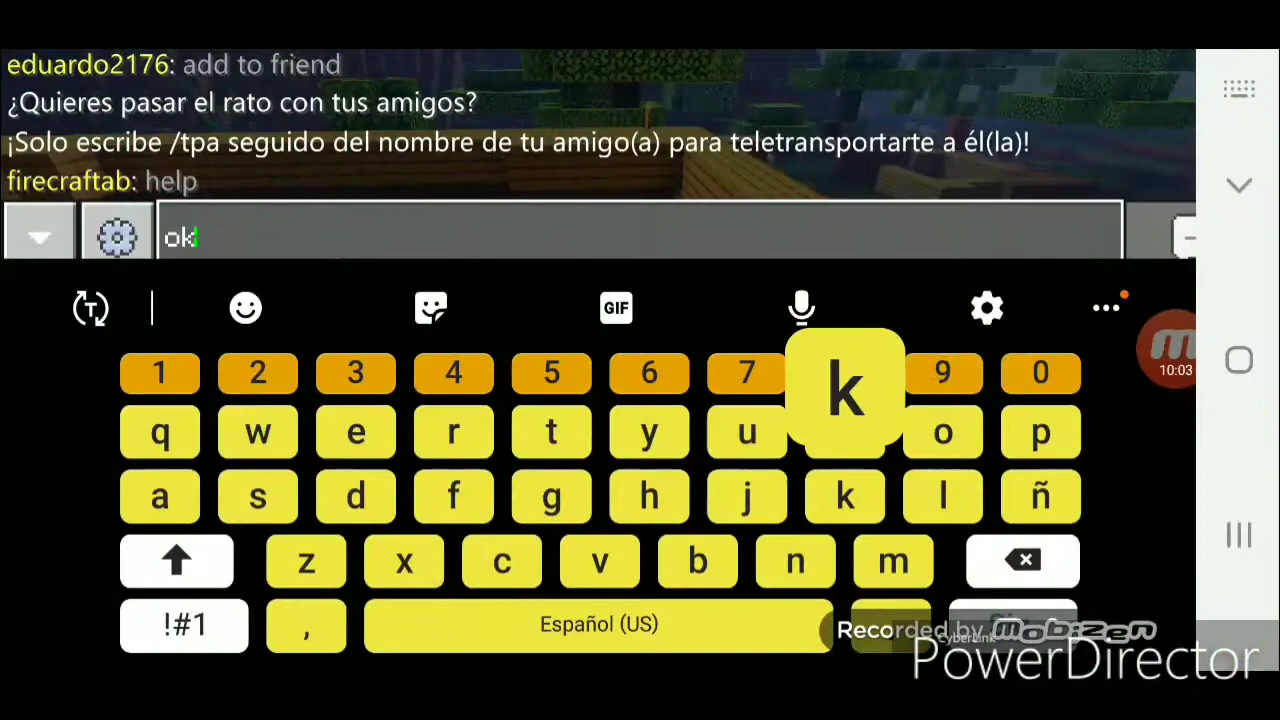 eduardo2176: add to friend
¿Quieres pasar el rato con tus amigos?
¡Solo escribe /tpa seguido del nombre de tu amigo(a) para teletransportarte a él(la)!
firecraftab: help
ok
T GIF
1 2 3 4 5 6 7 9 0
k
10:03
q w e r t y u o p
a s d f g h j k l ñ
z x c v b n m
!#1 , Español (US)
Recorded by Mobizen
CyberLink
PowerDirector